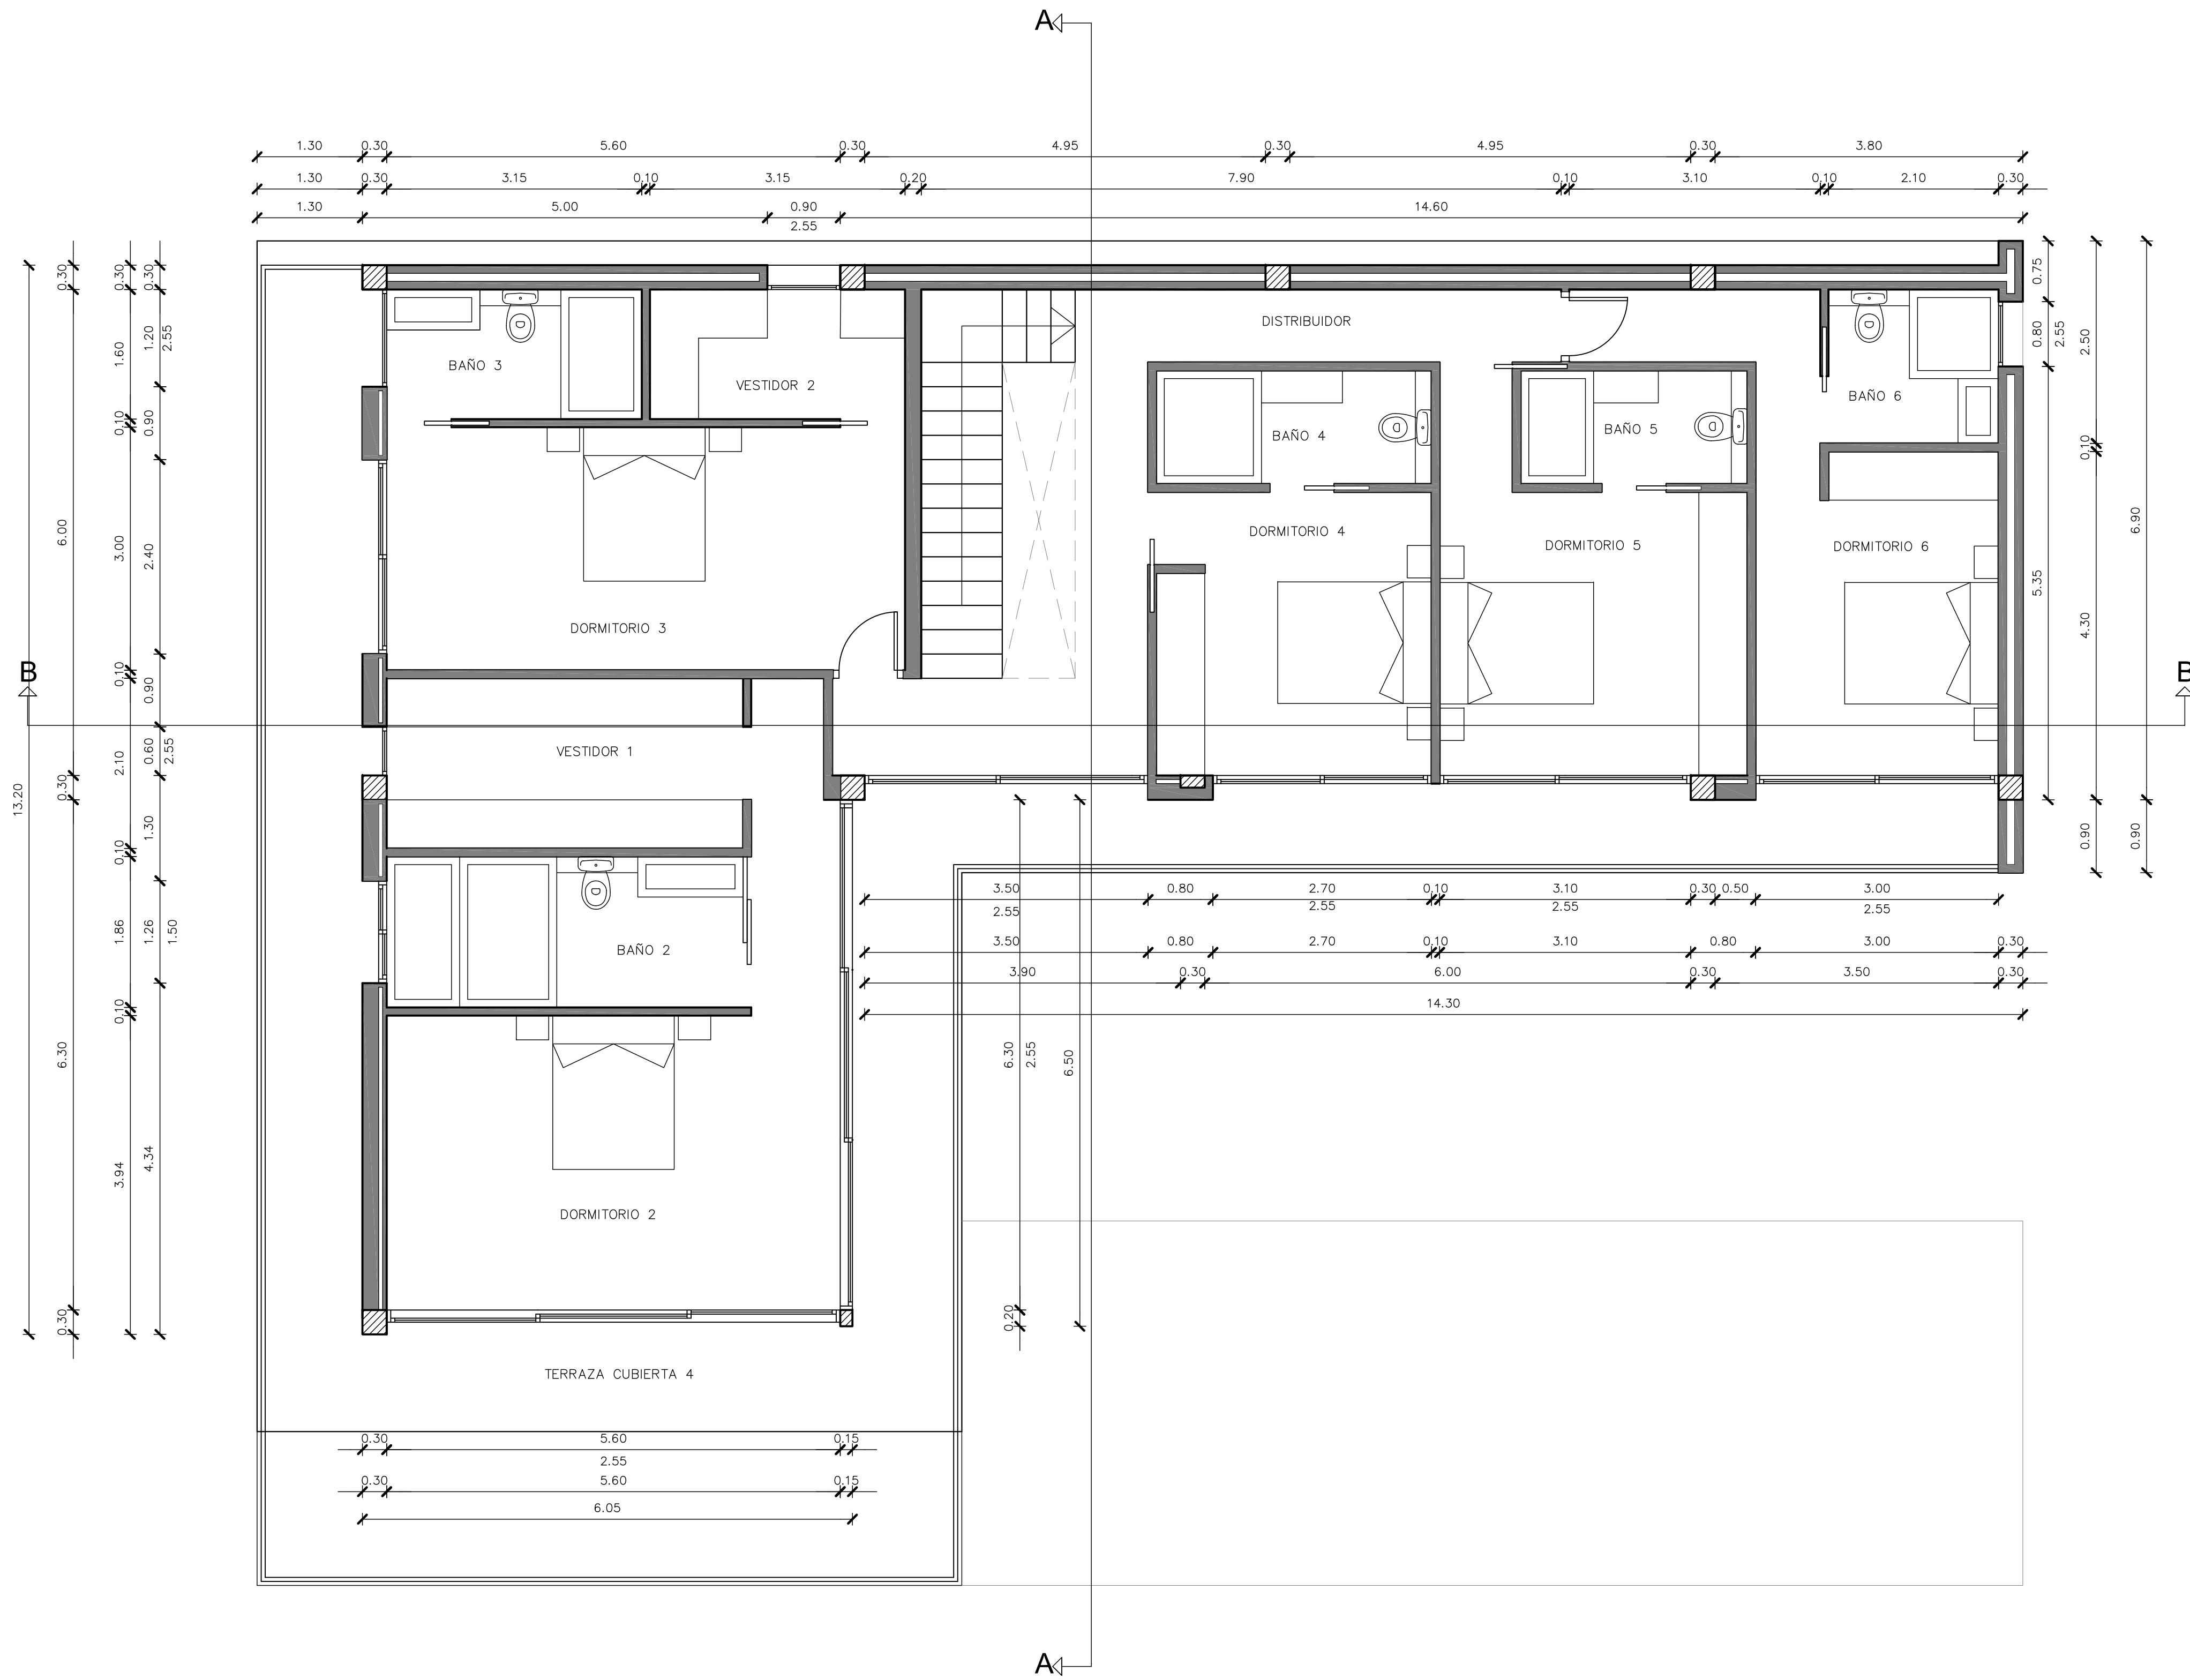 A
1.30 0.30 5.60 0.30 4.95 0.30 4.95 0.30 3.80
1.30 0.30 3.15 0.10 3.15 0.20 7.90 0.10 3.10 0.10 2.10 0.30
1.30 5.00 0.90 14.60
2.55
13.20
0.30 6.00 0.30 6.30 0.30
0.30 1.60 0.10 3.00 0.10 2.10 0.10 1.86 0.10 3.94
0.30 1.20 0.90 2.40 0.90 0.60 1.30 1.26 4.34
2.55 2.55 1.50
B
BAÑO 3
VESTIDOR 2
DORMITORIO 3
VESTIDOR 1
BAÑO 2
DORMITORIO 2
TERRAZA CUBIERTA 4
DISTRIBUIDOR
BAÑO 4
DORMITORIO 4
BAÑO 5
DORMITORIO 5
BAÑO 6
DORMITORIO 6
0.75 0.80 5.35
2.55
2.50 0.10 4.30 0.90
6.90 0.90
B
3.50 0.80 2.70 0.10 3.10 0.30 0.50 3.00
2.55 2.55 2.55 2.55
3.50 0.80 2.70 0.10 3.10 0.80 3.00 0.30
3.90 0.30 6.00 0.30 3.50 0.30
14.30
6.30 0.20
2.55
6.50
0.30 5.60 0.15
2.55
0.30 5.60 0.15
6.05
A